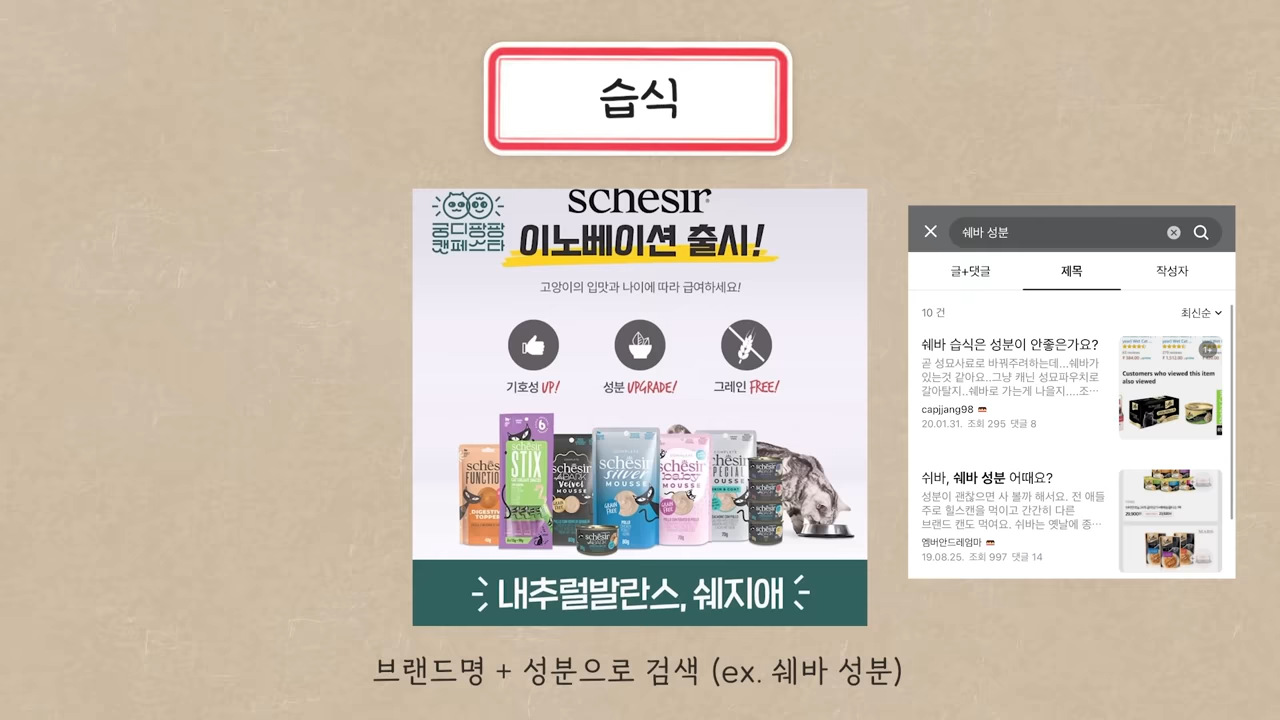 습식
궁디팡팡
캣페스타
schesir
이노베이션 출시!
고양이의 입맛과 나이에 따라 급여하세요!
기호성 UP!
성분 UPGRADE!
그레인 FREE!
schesir
STIX
6
schesir
Velvet
MOUSSE
schesir
silver
MOUSSE
schesir
baby
MOUSSE
schesir
MOUSSE
내추럴발란스, 쉐지애
브랜드명 + 성분으로 검색 (ex. 쉐바 성분)
쉐바 성분
글+댓글
제목
작성자
10 건
최신순
쉐바 습식은 성분이 안좋은가요?
곧 성묘사료로 바꿔주려하는데...쉐바가
있는것 같아요..그냥 캐닌 성묘파우치로
갈아탈지..쉐바로 가는게 나을지....조…
capjjang98
20.01.31. 조회 295 댓글 8
Customers who viewed this item
also viewed
쉬바, 쉐바 성분 어때요?
성분이 괜찮으면 사 볼까 해서요. 전 애들
주로 힐스캔을 먹이고 간간히 다른
브랜드 캔도 먹여요. 쉬바는 옛날에 종…
엠버안드레엄마
19.08.25. 조회 997 댓글 14